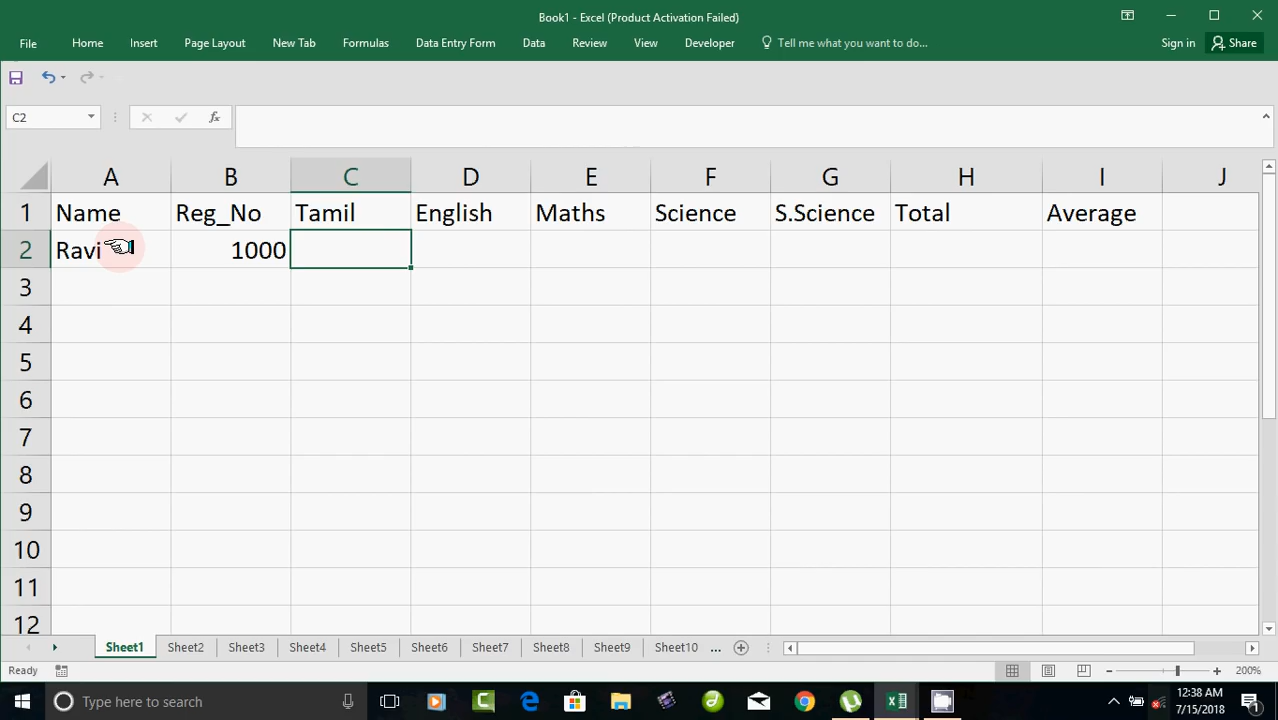 Book1 - Excel (Product Activation Failed)
File Home Insert Page Layout New Tab Formulas Data Entry Form Data Review View Developer Tell me what you want to do... Sign in Share
C2 fx
A B C D E F G H I J
1 Name Reg_No Tamil English Maths Science S.Science Total Average
2 Ravi 1000
3
4
5
6
7
8
9
10
11
12
Sheet1 Sheet2 Sheet3 Sheet4 Sheet5 Sheet6 Sheet7 Sheet8 Sheet9 Sheet10 ...
Ready 200%
Type here to search 12:38 AM
7/15/2018 1